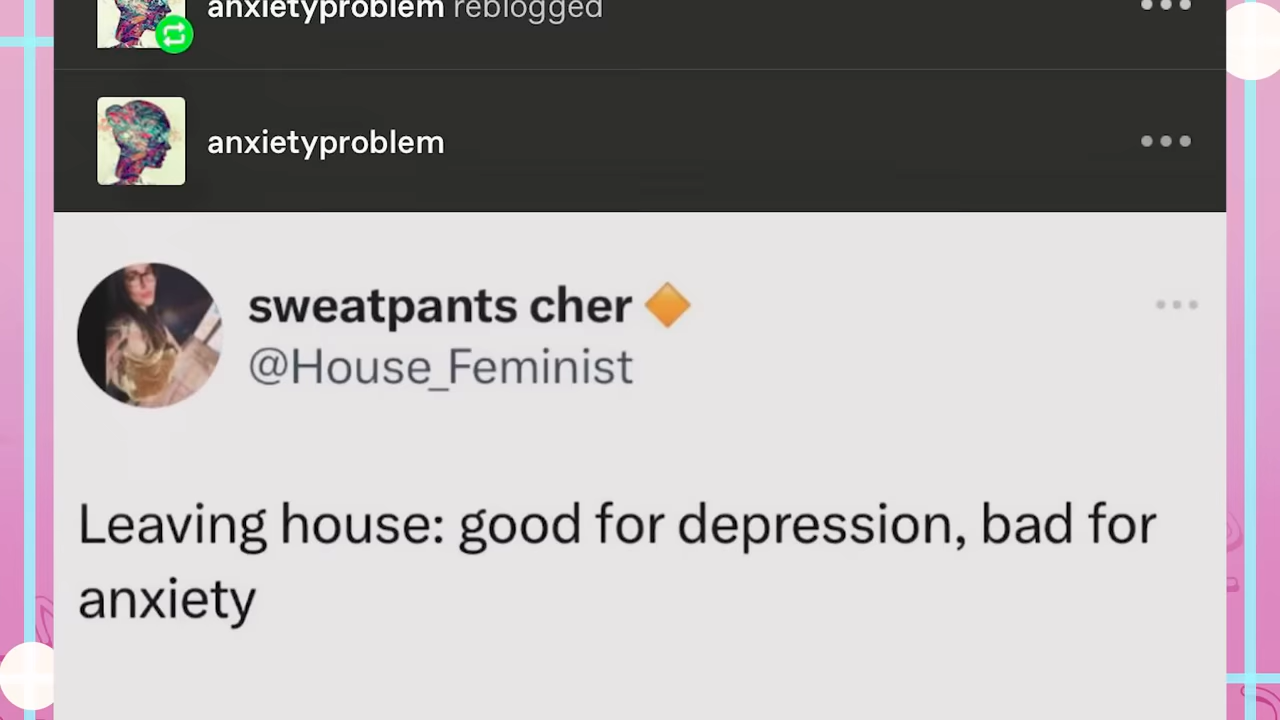 anxietyproblem reblogged
anxietyproblem
sweatpants cher
@House_Feminist
Leaving house: good for depression, bad for
anxiety